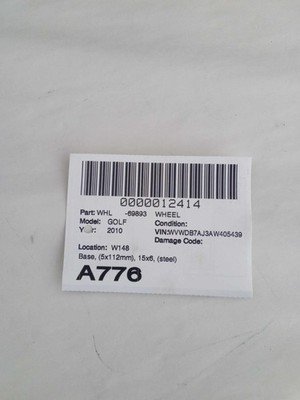 0000012414
Part: WHL -69893 WHEEL
Model: GOLF Condition:
2010 VIN:WVWDB7AJ3AW405439
Damage Code:
Location: W148
Base, (5x112mm), 15x6, (steel)
A776